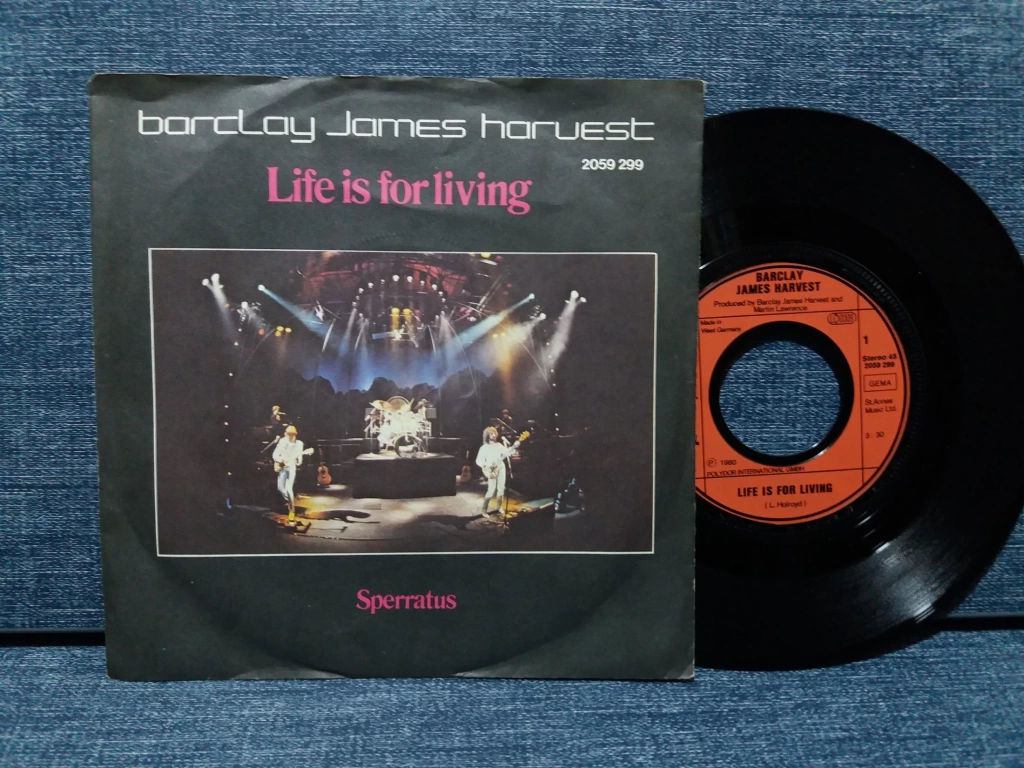 barclay James harvest
2059 299
Life is for living
Sperratus
BARCLAY
JAMES HARVEST
Produced by Barclay James Harvest and
Martin Lawrence
Made in
West Germany
1
Stereo 45
2059 299
GEMA
St. Annes
Music Ltd.
3:30
Ⓟ 1980
POLYDOR INTERNATIONAL GMBH
LIFE IS FOR LIVING
(L. Holroyd)